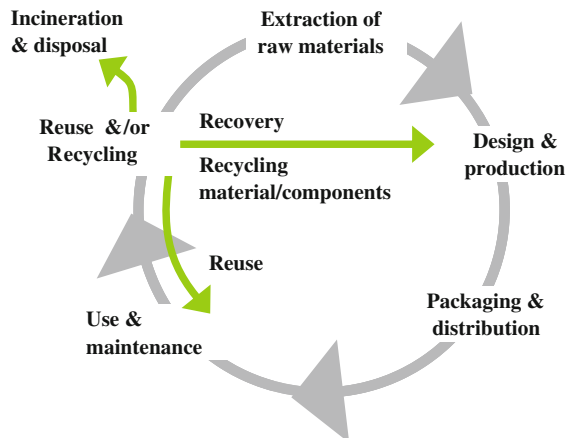 Incineration
& disposal
Extraction of
raw materials
Reuse &/or
Recycling
Recovery
Recycling
material/components
Design &
production
Reuse
Packaging &
distribution
Use &
maintenance